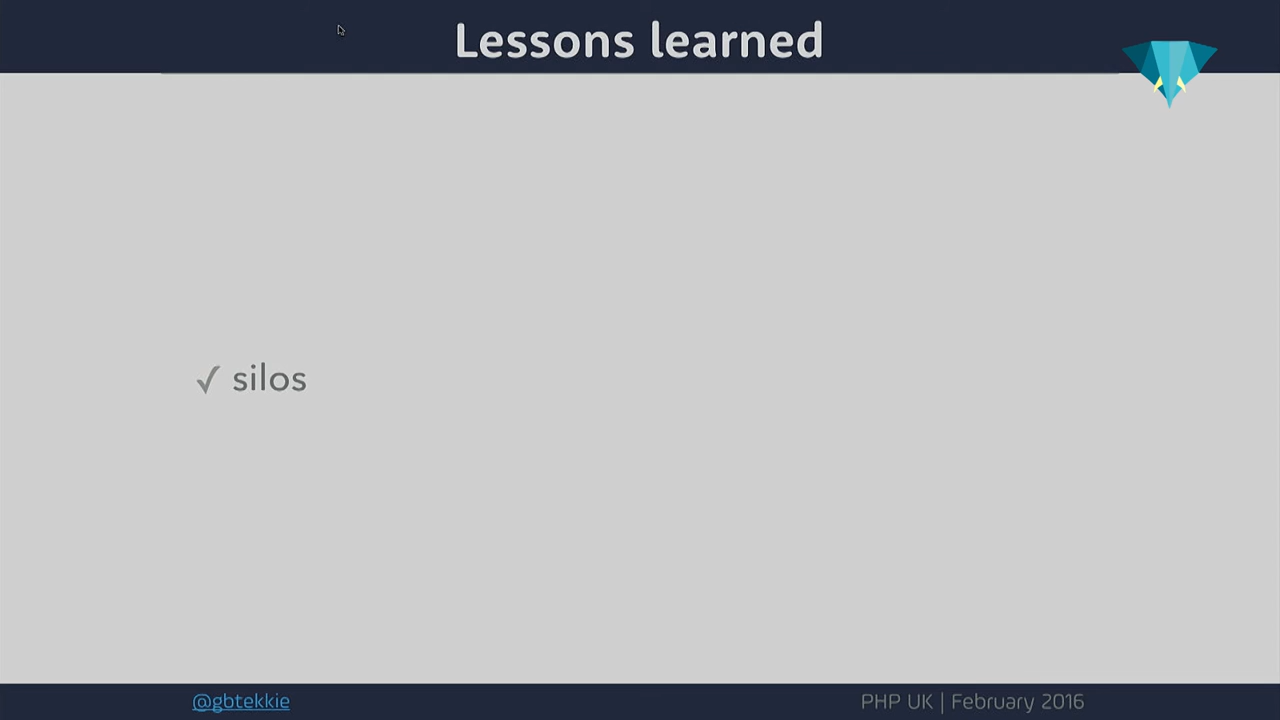 Lessons learned
✓ silos
@gbtekkie
PHP UK | February 2016